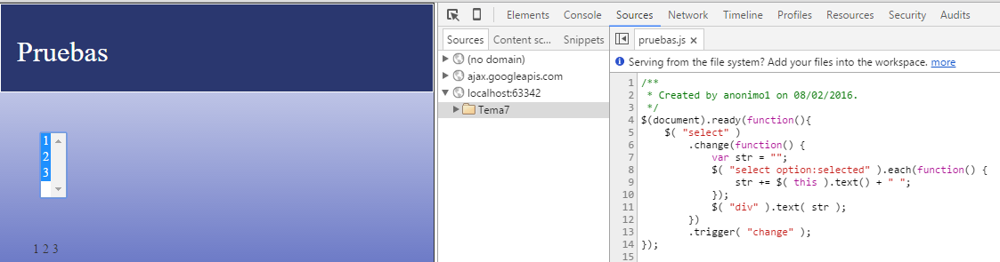 Pruebas
1
2
3
1 2 3
Elements Console Sources Network Timeline Profiles Resources Security Audits
Sources Content sc... Snippets
(no domain)
ajax.googleapis.com
localhost:63342
Tema7
pruebas.js ×
Serving from the file system? Add your files into the workspace. more
1 /**
2  * Created by anonimo1 on 08/02/2016.
3  */
4 $(document).ready(function(){
5     $( "select" )
6         .change(function() {
7             var str = "";
8             $( "select option:selected" ).each(function() {
9                 str += $( this ).text() + " ";
10             });
11             $( "div" ).text( str );
12         })
13         .trigger( "change" );
14 });
15